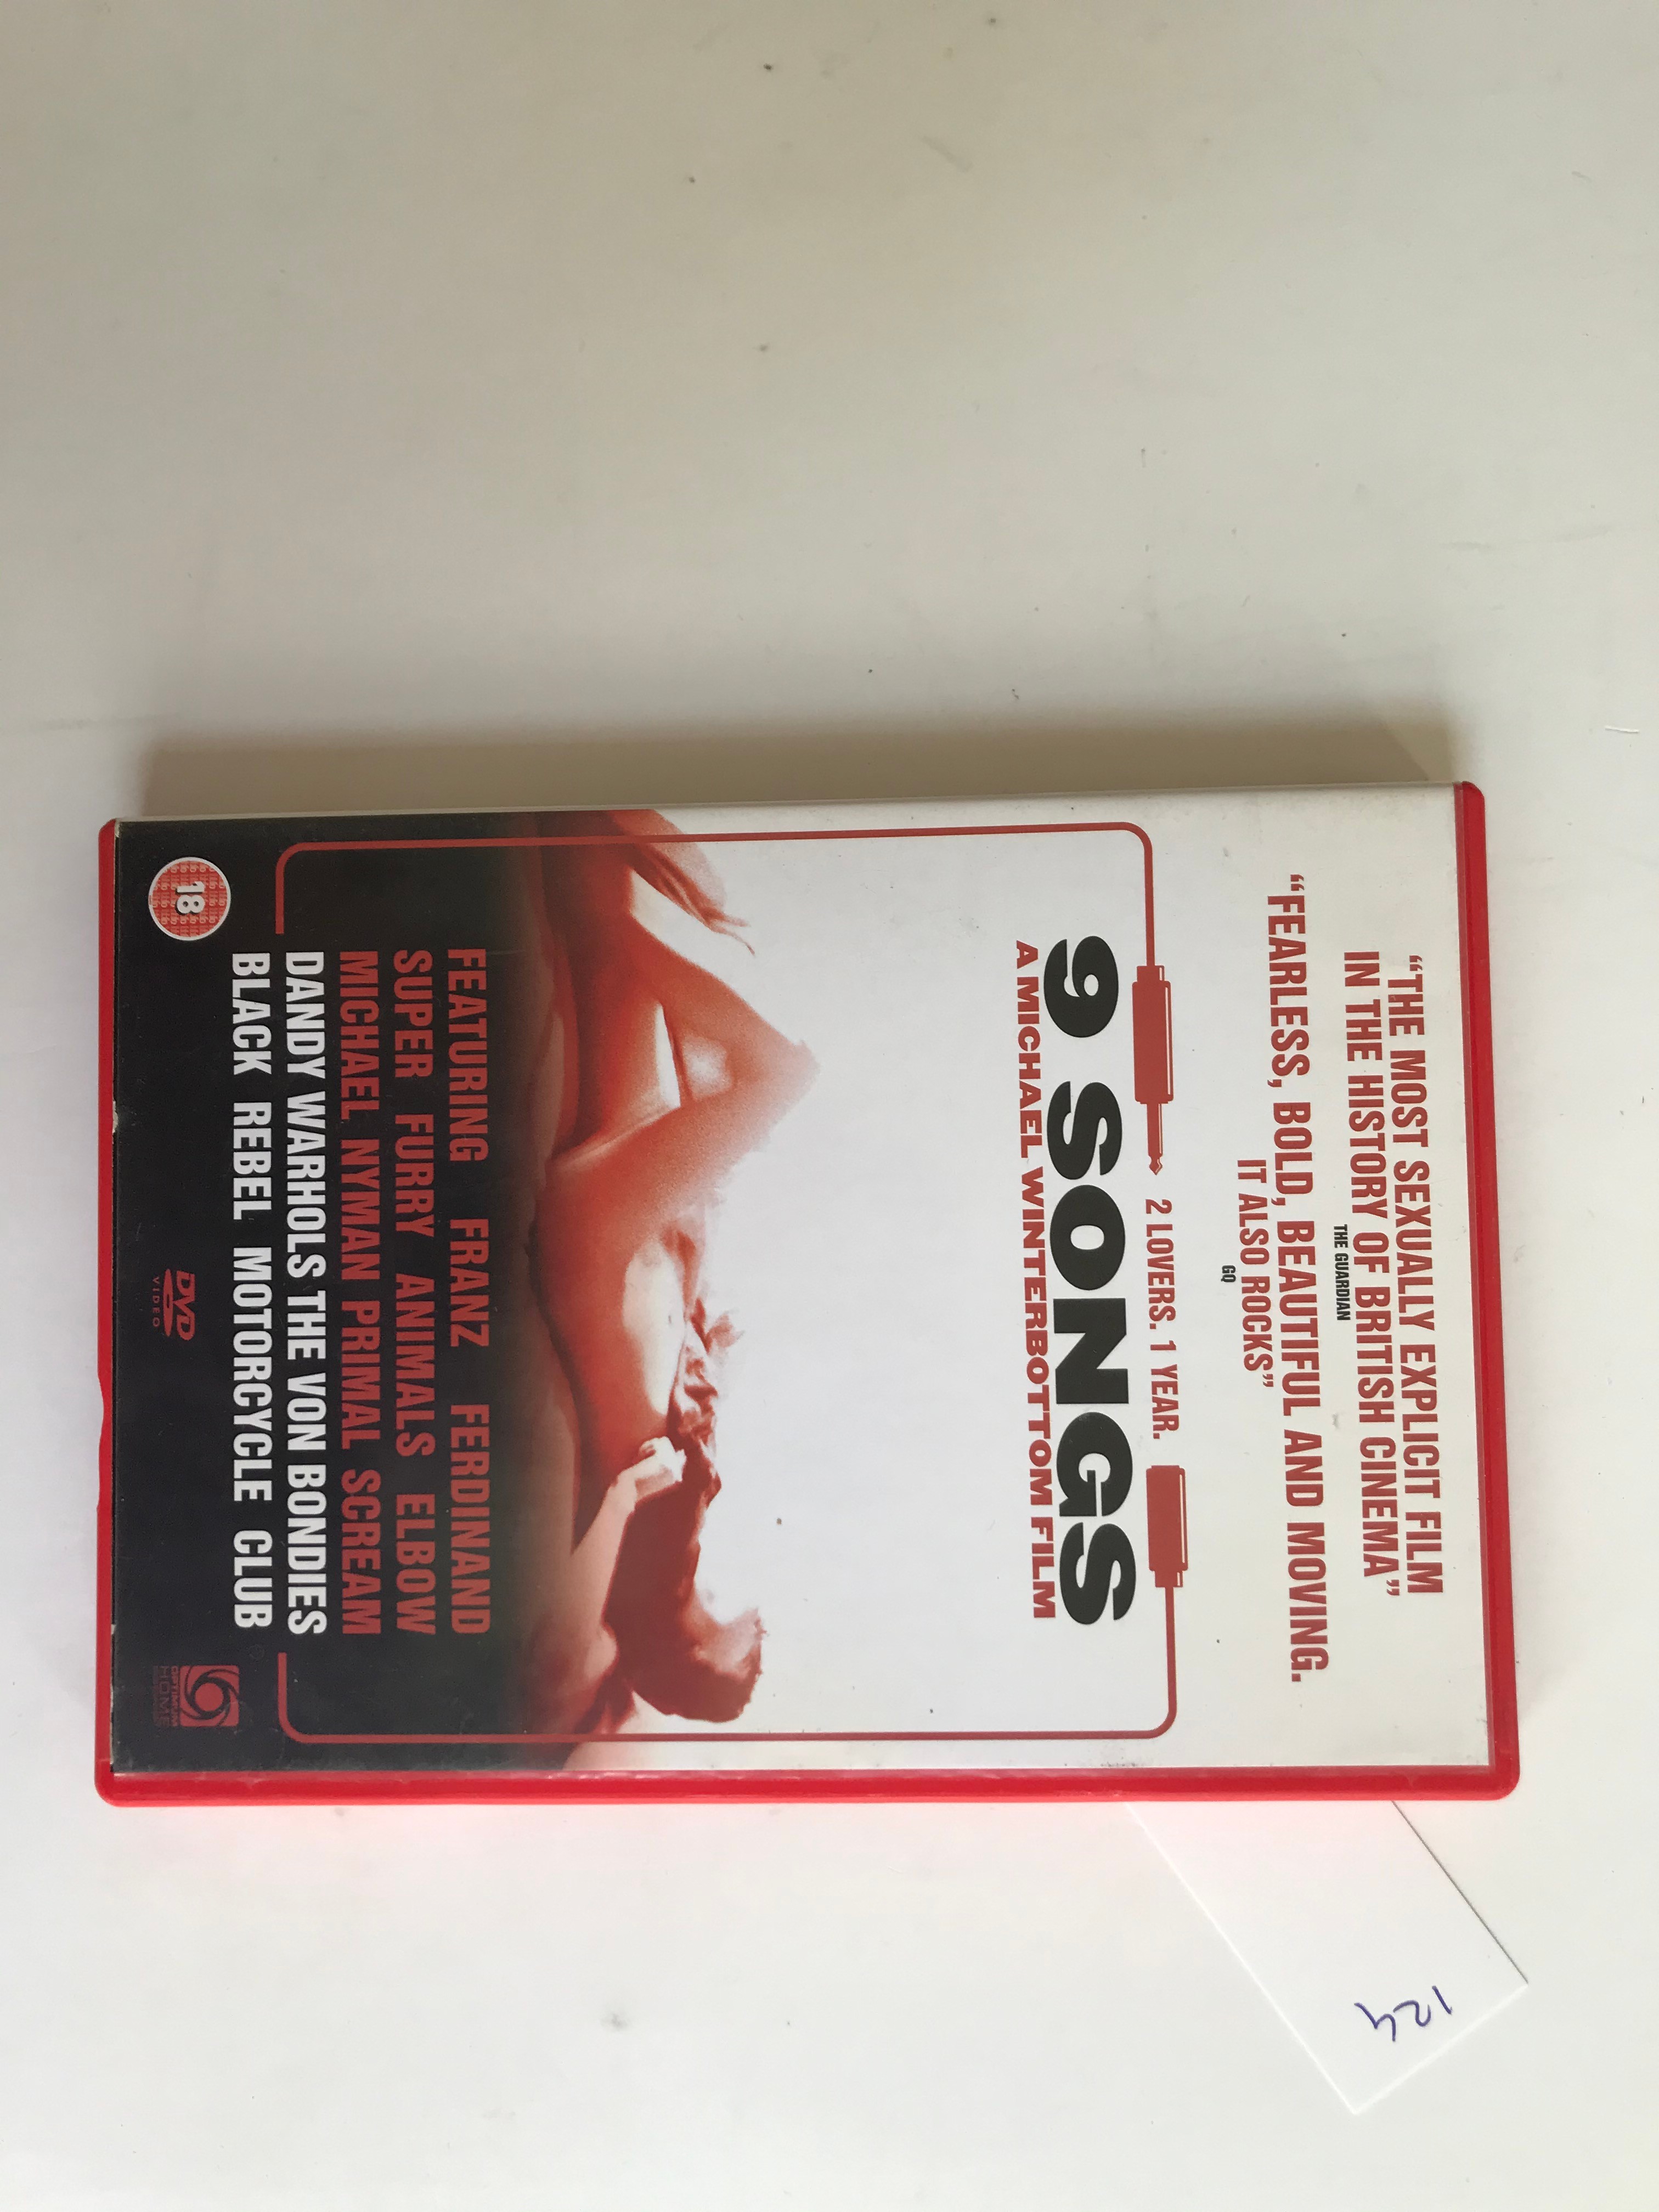 “THE MOST SEXUALLY EXPLICIT FILM
IN THE HISTORY OF BRITISH CINEMA”
THE GUARDIAN
“FEARLESS, BOLD, BEAUTIFUL AND MOVING.
IT ALSO ROCKS”
GQ
2 LOVERS. 1 YEAR.
9 SONGS
A MICHAEL WINTERBOTTOM FILM
FEATURING FRANZ FERDINAND
SUPER FURRY ANIMALS ELBOW
MICHAEL NYMAN PRIMAL SCREAM
DANDY WARHOLS THE VON BONDIES
BLACK REBEL MOTORCYCLE CLUB
18
DVD
VIDEO
OPTIMUM
HOME
124